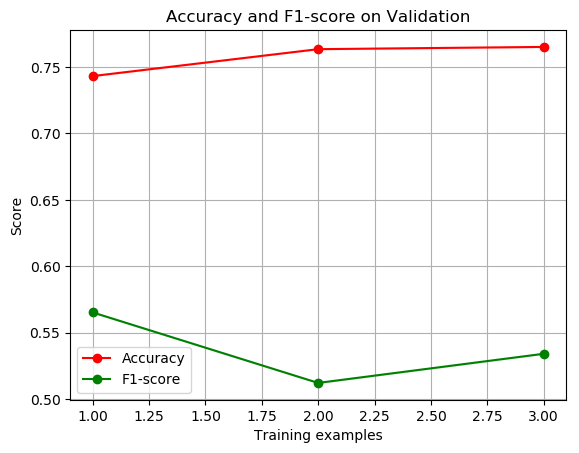 Accuracy and F1-score on Validation
Score
0.75
0.70
0.65
0.60
0.55
0.50
Accuracy
F1-score
1.00 1.25 1.50 1.75 2.00 2.25 2.50 2.75 3.00
Training examples